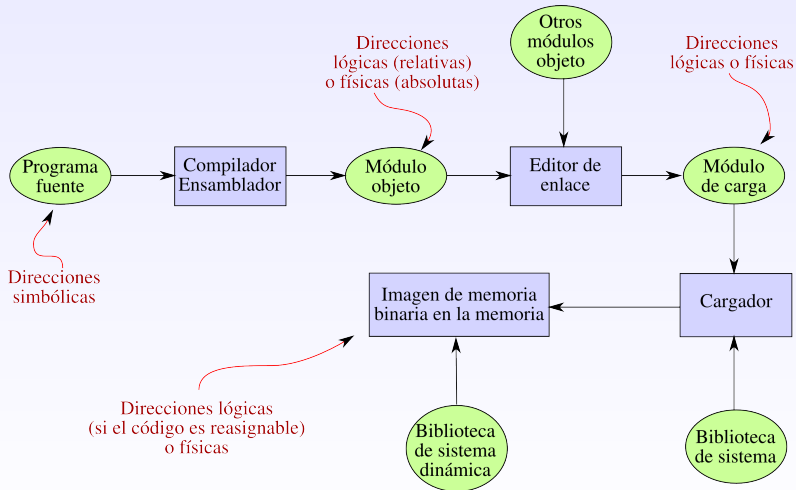 Otros
módulos
objeto
Direcciones
lógicas (relativas)
o físicas (absolutas)
Direcciones
lógicas o físicas
Programa
fuente
Compilador
Ensamblador
Módulo
objeto
Editor de
enlace
Módulo
de carga
Direcciones
simbólicas
Imagen de memoria
binaria en la memoria
Cargador
Direcciones lógicas
(si el código es reasignable)
o físicas
Biblioteca
de sistema
dinámica
Biblioteca
de sistema